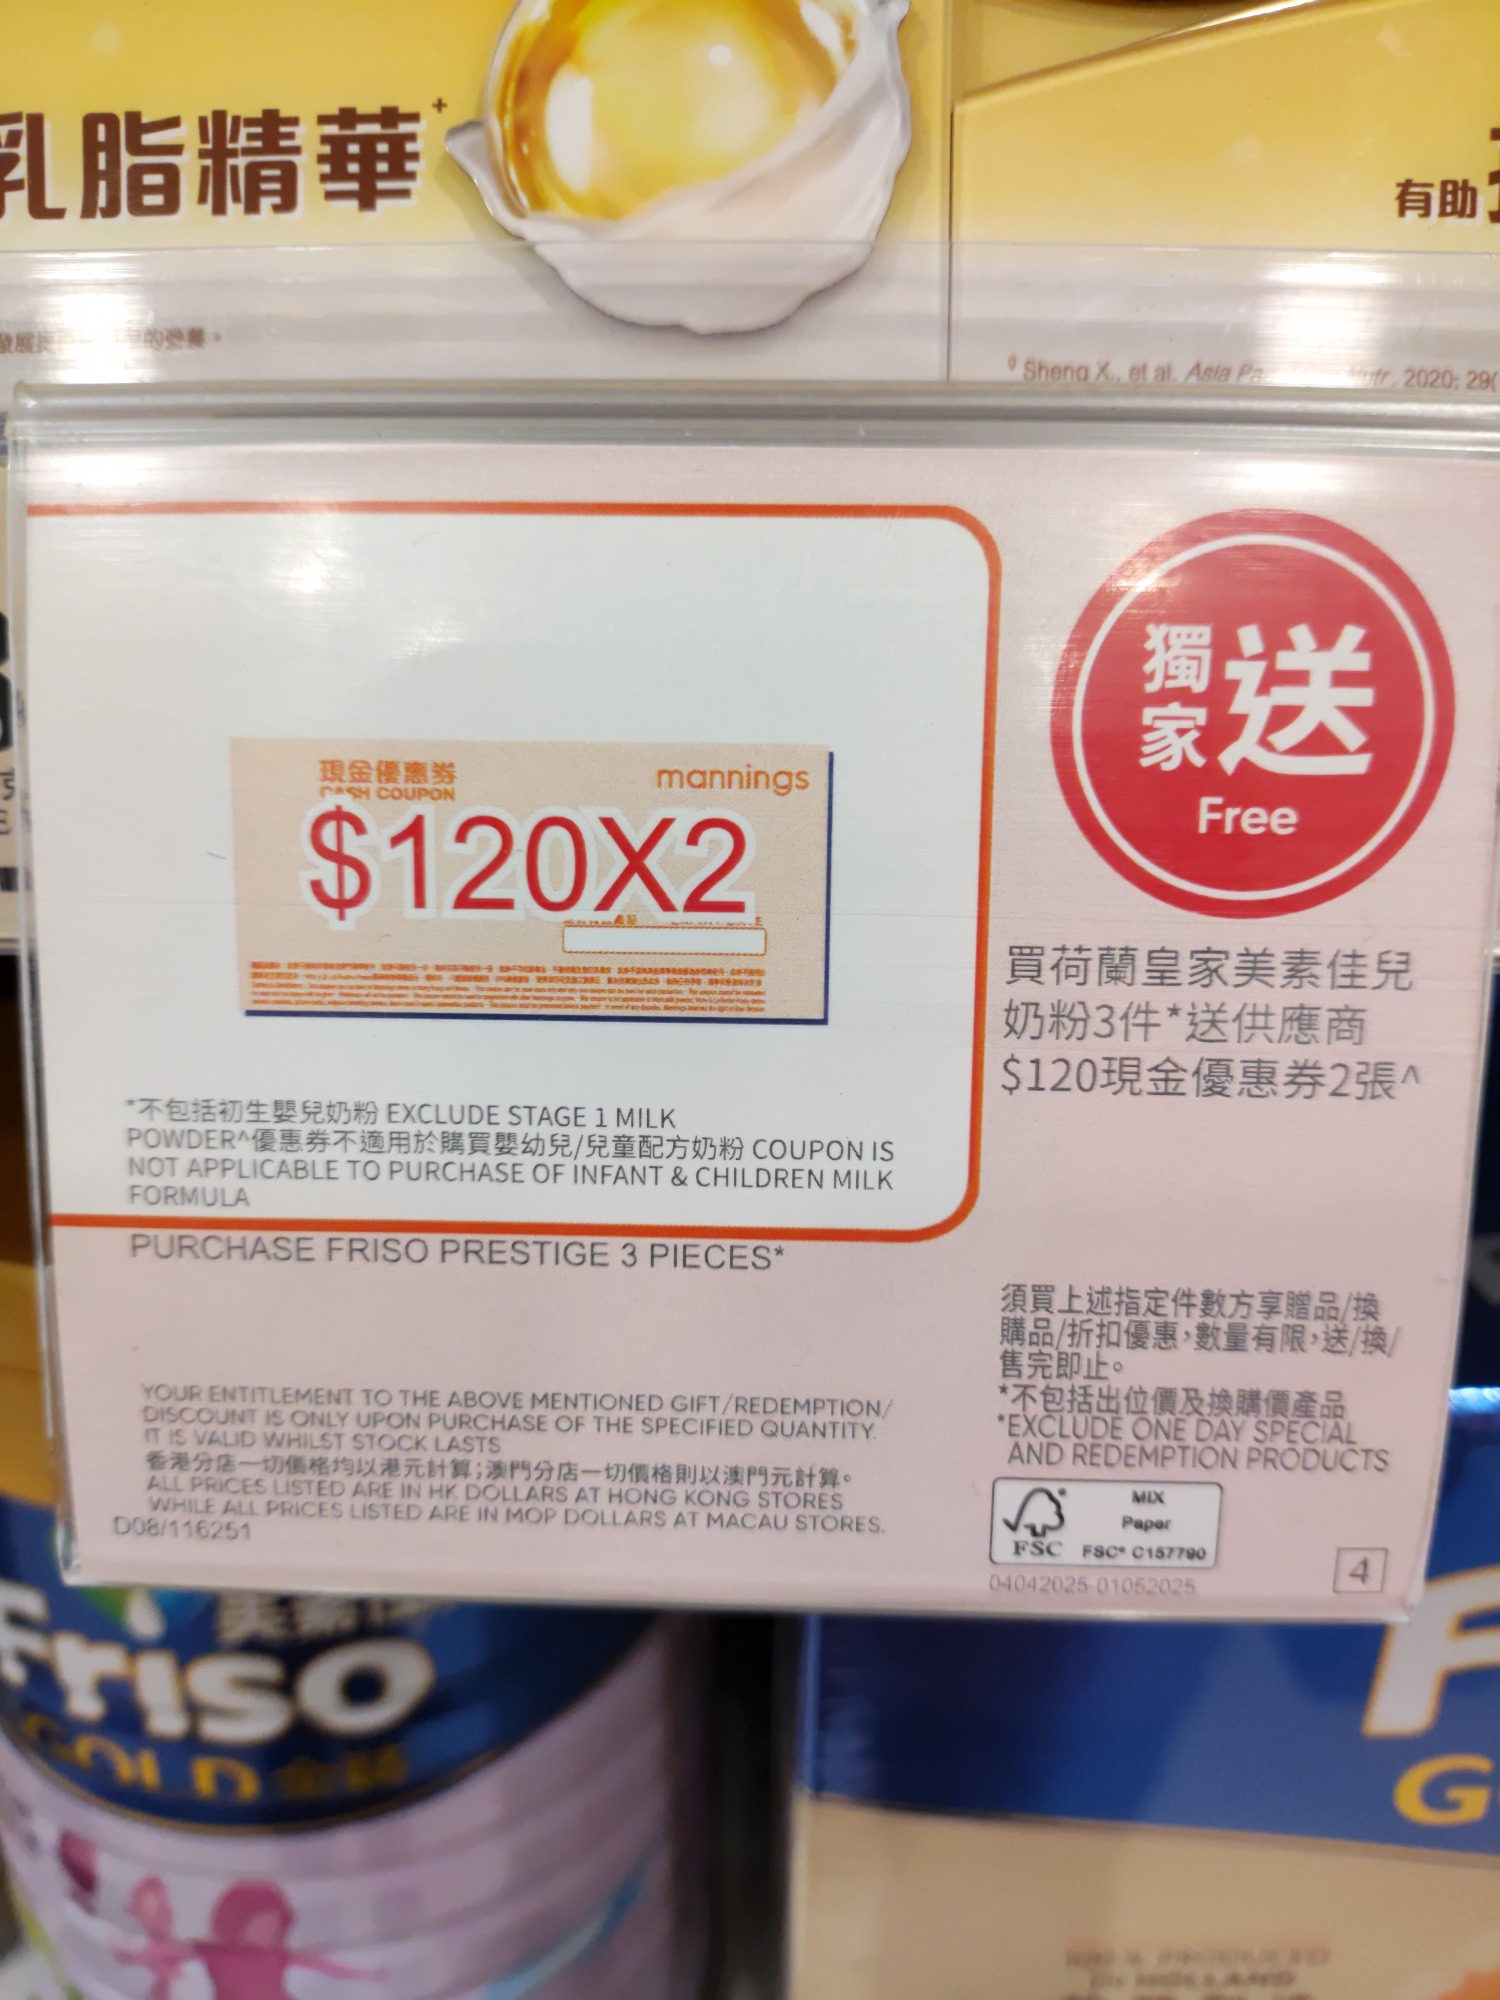 乳脂精華+
有助
的營養。
Sheng X., et al. Asia Pa Nutr. 2020; 29(
獨家送
Free
現金優惠券
CASH COUPON
mannings
$120X2
買荷蘭皇家美素佳兒
奶粉3件*送供應商
$120現金優惠券2張^
*不包括初生嬰兒奶粉 EXCLUDE STAGE 1 MILK
POWDER^優惠券不適用於購買嬰幼兒/兒童配方奶粉 COUPON IS
NOT APPLICABLE TO PURCHASE OF INFANT & CHILDREN MILK
FORMULA
PURCHASE FRISO PRESTIGE 3 PIECES*
須買上述指定件數方享贈品/換
購品/折扣優惠，數量有限，送/換/
售完即止。
*不包括出位價及換購價產品
*EXCLUDE ONE DAY SPECIAL
AND REDEMPTION PRODUCTS
YOUR ENTITLEMENT TO THE ABOVE MENTIONED GIFT/REDEMPTION/
DISCOUNT IS ONLY UPON PURCHASE OF THE SPECIFIED QUANTITY.
IT IS VALID WHILST STOCK LASTS
香港分店一切價格均以港元計算；澳門分店一切價格則以澳門元計算。
ALL PRICES LISTED ARE IN HK DOLLARS AT HONG KONG STORES
WHILE ALL PRICES LISTED ARE IN MOP DOLLARS AT MACAU STORES.
D08/116251
FSC
MIX
Paper
FSC® C157790
04042025-01052025
4
Friso
GOLD
F
G